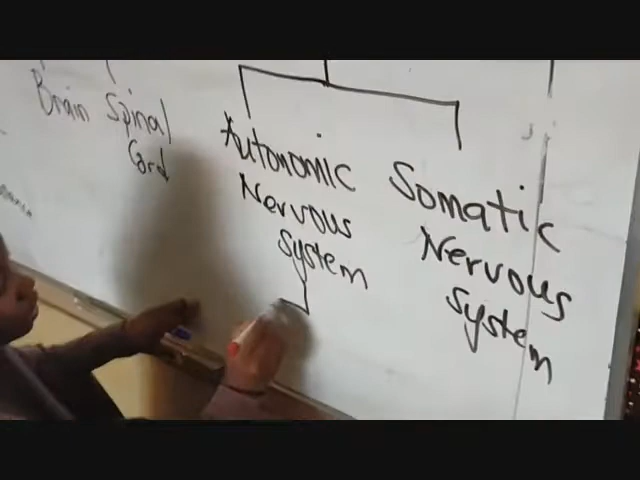 Brain Spinal
Cord
Autonomic
Nervous
System
Somatic
Nervous
System